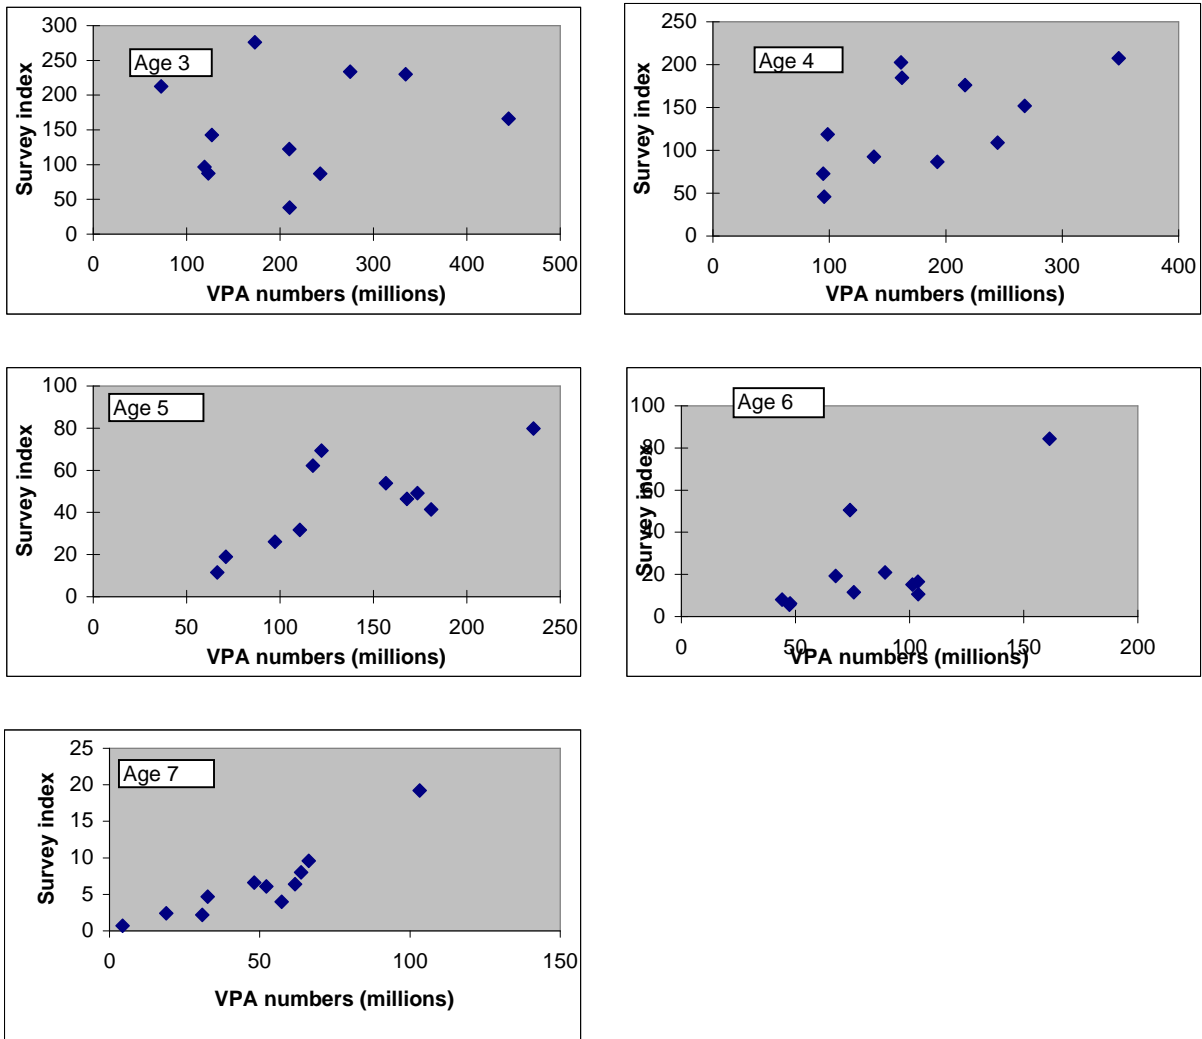 300
250
200
150
100
50
0
Survey index
Age 3
0 100 200 300 400 500
VPA numbers (millions)
250
200
150
100
50
0
Survey index
Age 4
0 100 200 300 400
VPA numbers (millions)
100
80
60
40
20
0
Survey index
Age 5
0 50 100 150 200 250
VPA numbers (millions)
100
80
60
40
20
0
Survey index
Age 6
0 50 100 150 200
VPA numbers (millions)
25
20
15
10
5
0
Survey index
Age 7
0 50 100 150
VPA numbers (millions)